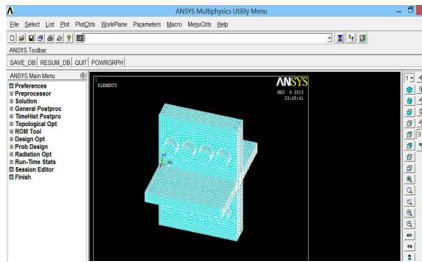 ANSYS Multiphysics Utility Menu
File Select List Plot PlotCtrls WorkPlane Parameters Macro MenuCtrls Help
ANSYS Toolbar
SAVE_DB RESUM_DB QUIT POWRGRPH
ANSYS Main Menu
Preferences
Preprocessor
Solution
General Postproc
TimeHist Postpro
Topological Opt
ROM Tool
Design Opt
Prob Design
Radiation Opt
Run-Time Stats
Session Editor
Finish
ELEMENTS
ANSYS
1
3